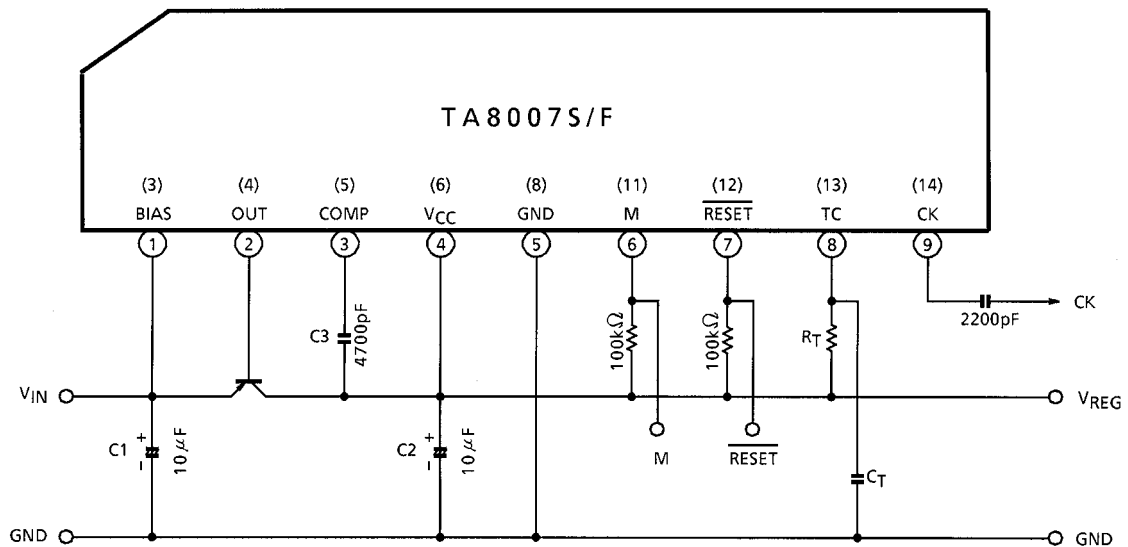 TA8007S/F
(3) (4) (5) (6) (8) (11) (12) (13) (14)
BIAS OUT COMP VCC GND M RESET TC CK
1 2 3 4 5 6 7 8 9
CK
2200pF
C3 4700pF
100kΩ
100kΩ
RT
VIN
VREG
C1 + - 10μF
C2 + - 10μF
M
RESET
CT
GND
GND